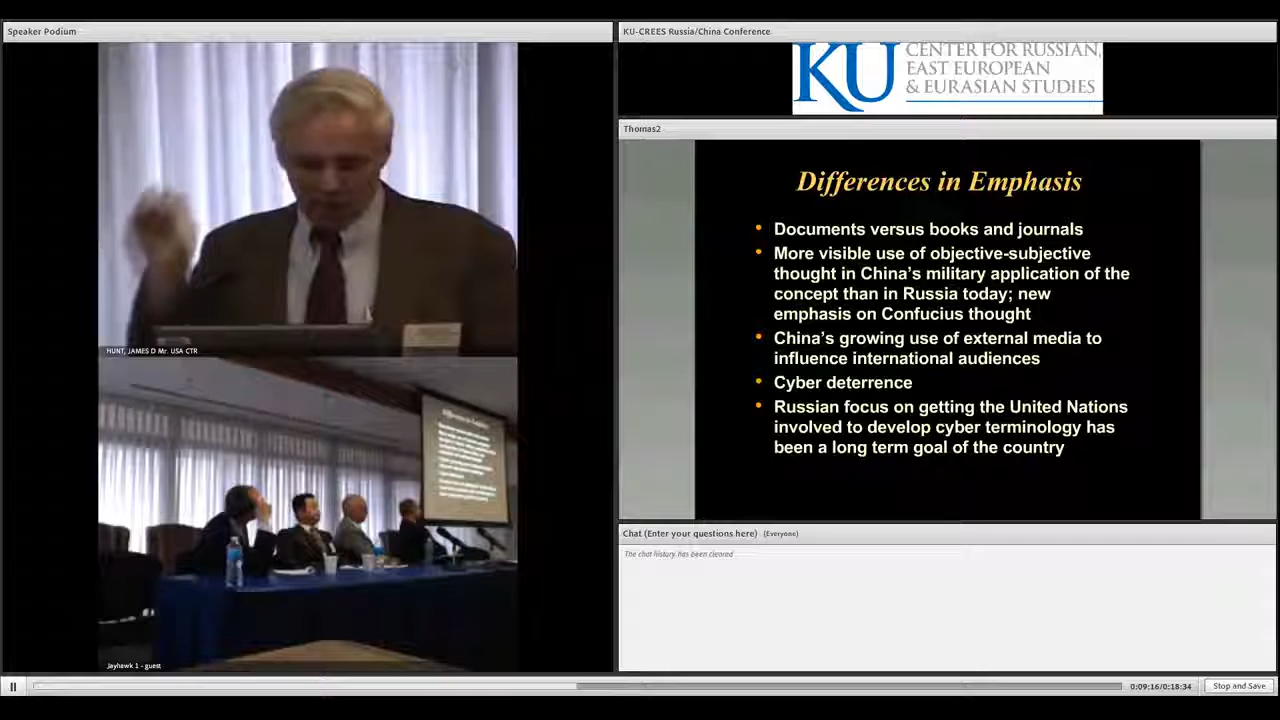 Speaker Podium
HUNT, JAMES D Mr. USA CTR
Jayhawk 1 - guest
KU-CREES Russia/China Conference
KU
CENTER FOR RUSSIAN,
EAST EUROPEAN
& EURASIAN STUDIES
Thomas2
Differences in Emphasis
• Documents versus books and journals
• More visible use of objective-subjective
thought in China's military application of the
concept than in Russia today; new
emphasis on Confucius thought
• China's growing use of external media to
influence international audiences
• Cyber deterrence
• Russian focus on getting the United Nations
involved to develop cyber terminology has
been a long term goal of the country
Chat (Enter your questions here) (Everyone)
The chat history has been cleared
0:09:16/0:18:34
Stop and Save